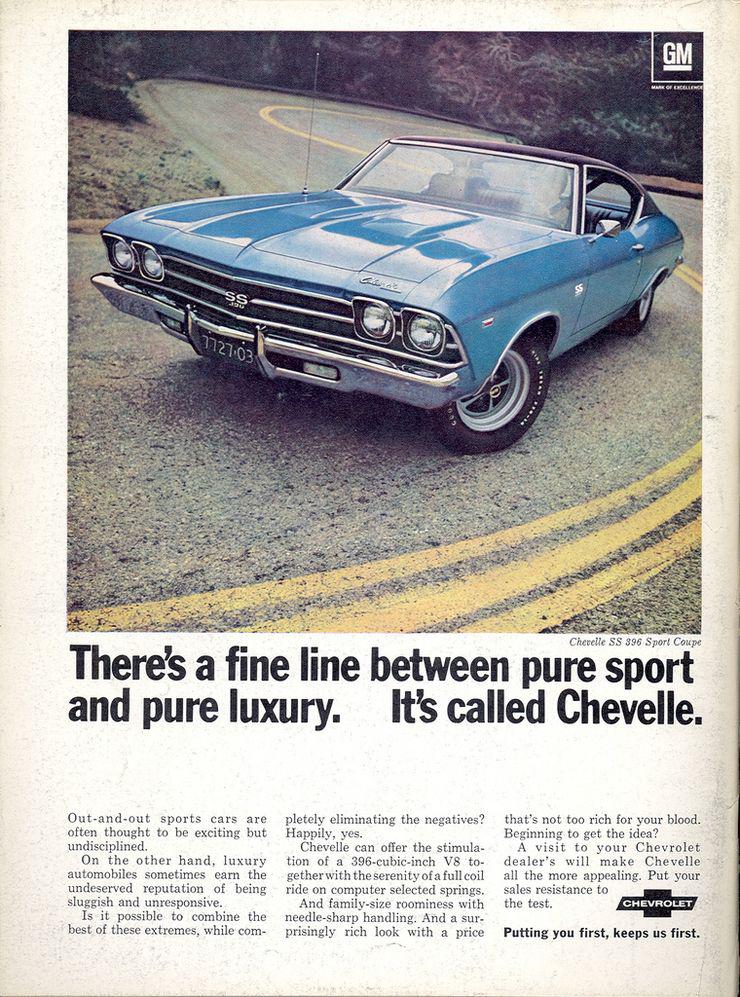 GM
MARK OF EXCELLENCE
Chevelle
SS
396
SS
7727·03
Chevelle SS 396 Sport Coupe
There's a fine line between pure sport
and pure luxury. It's called Chevelle.
Out-and-out sports cars are
often thought to be exciting but
undisciplined.
On the other hand, luxury
automobiles sometimes earn the
undeserved reputation of being
sluggish and unresponsive.
Is it possible to combine the
best of these extremes, while com-
pletely eliminating the negatives?
Happily, yes.
Chevelle can offer the stimula-
tion of a 396-cubic-inch V8 to-
gether with the serenity of a full coil
ride on computer selected springs.
And family-size roominess with
needle-sharp handling. And a sur-
prisingly rich look with a price
that's not too rich for your blood.
Beginning to get the idea?
A visit to your Chevrolet
dealer's will make Chevelle
all the more appealing. Put your
sales resistance to
the test.
CHEVROLET
Putting you first, keeps us first.